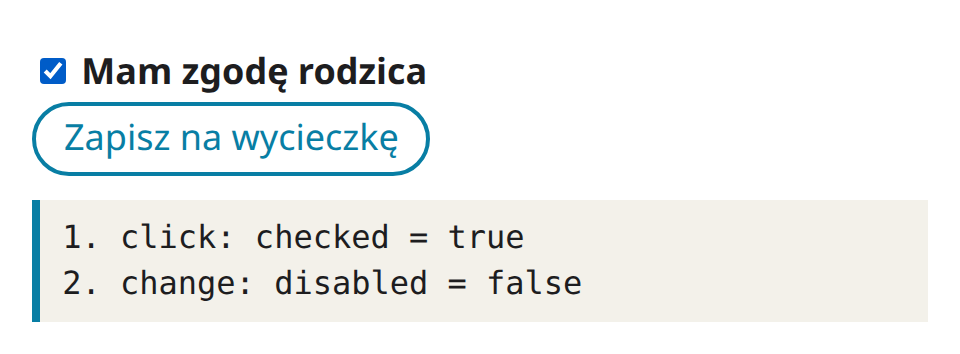 Mam zgodę rodzica
Zapisz na wycieczkę
1. click: checked = true
2. change: disabled = false